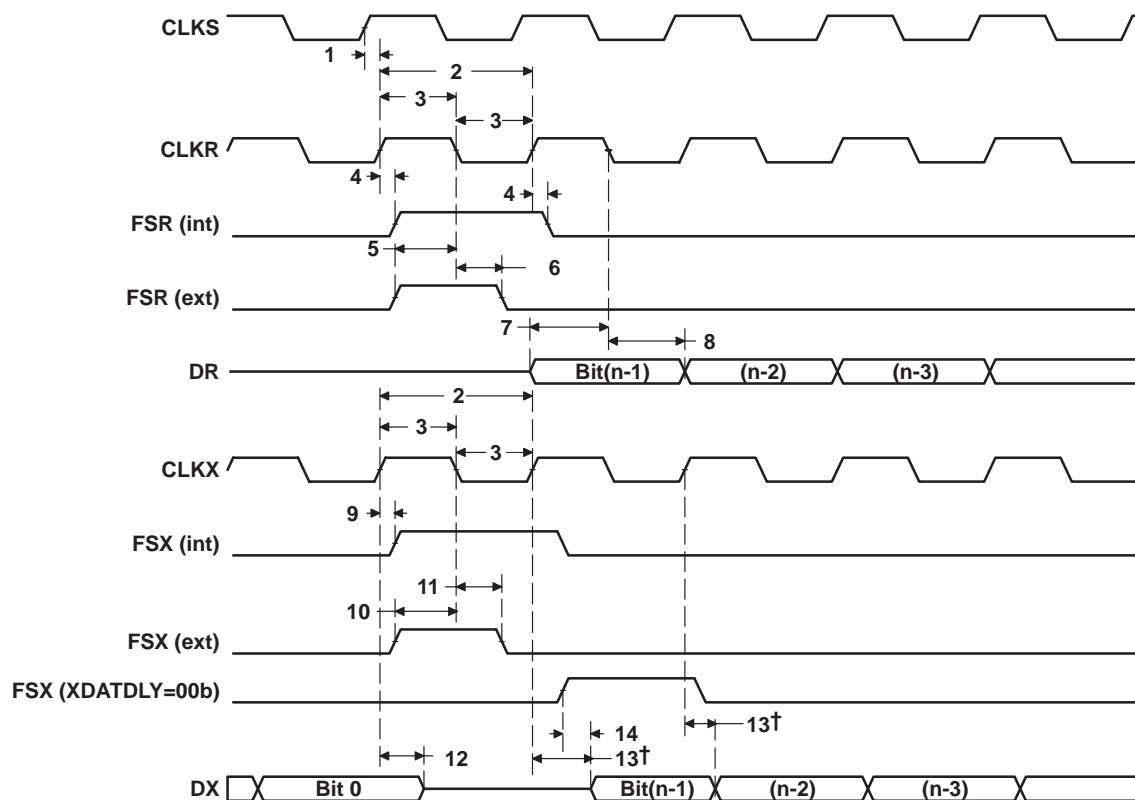 CLKS
1
2
3
3
CLKR
4
4
FSR (int)
5
6
FSR (ext)
7
8
DR
Bit(n-1)
(n-2)
(n-3)
2
3
3
CLKX
9
FSX (int)
11
10
FSX (ext)
FSX (XDATDLY=00b)
14
13†
12
13†
DX
Bit 0
Bit(n-1)
(n-2)
(n-3)